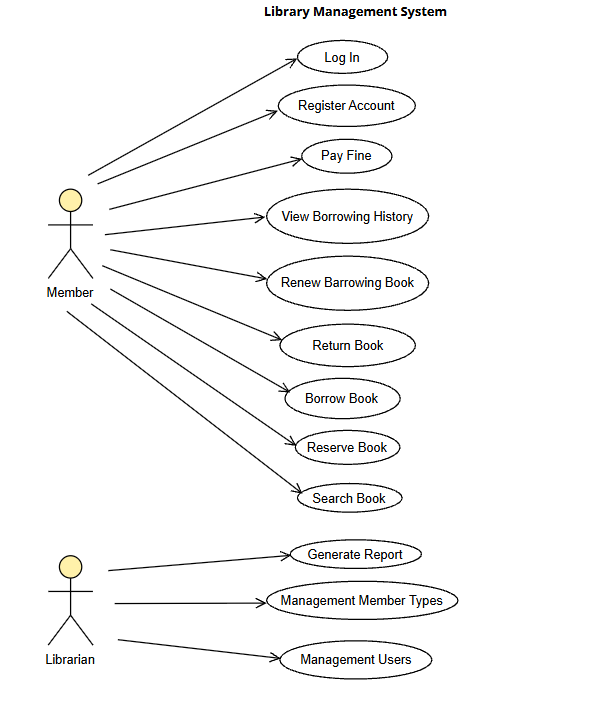 Library Management System
Log In
Register Account
Pay Fine
View Borrowing History
Renew Barrowing Book
Member
Return Book
Borrow Book
Reserve Book
Search Book
Generate Report
Management Member Types
Librarian
Management Users